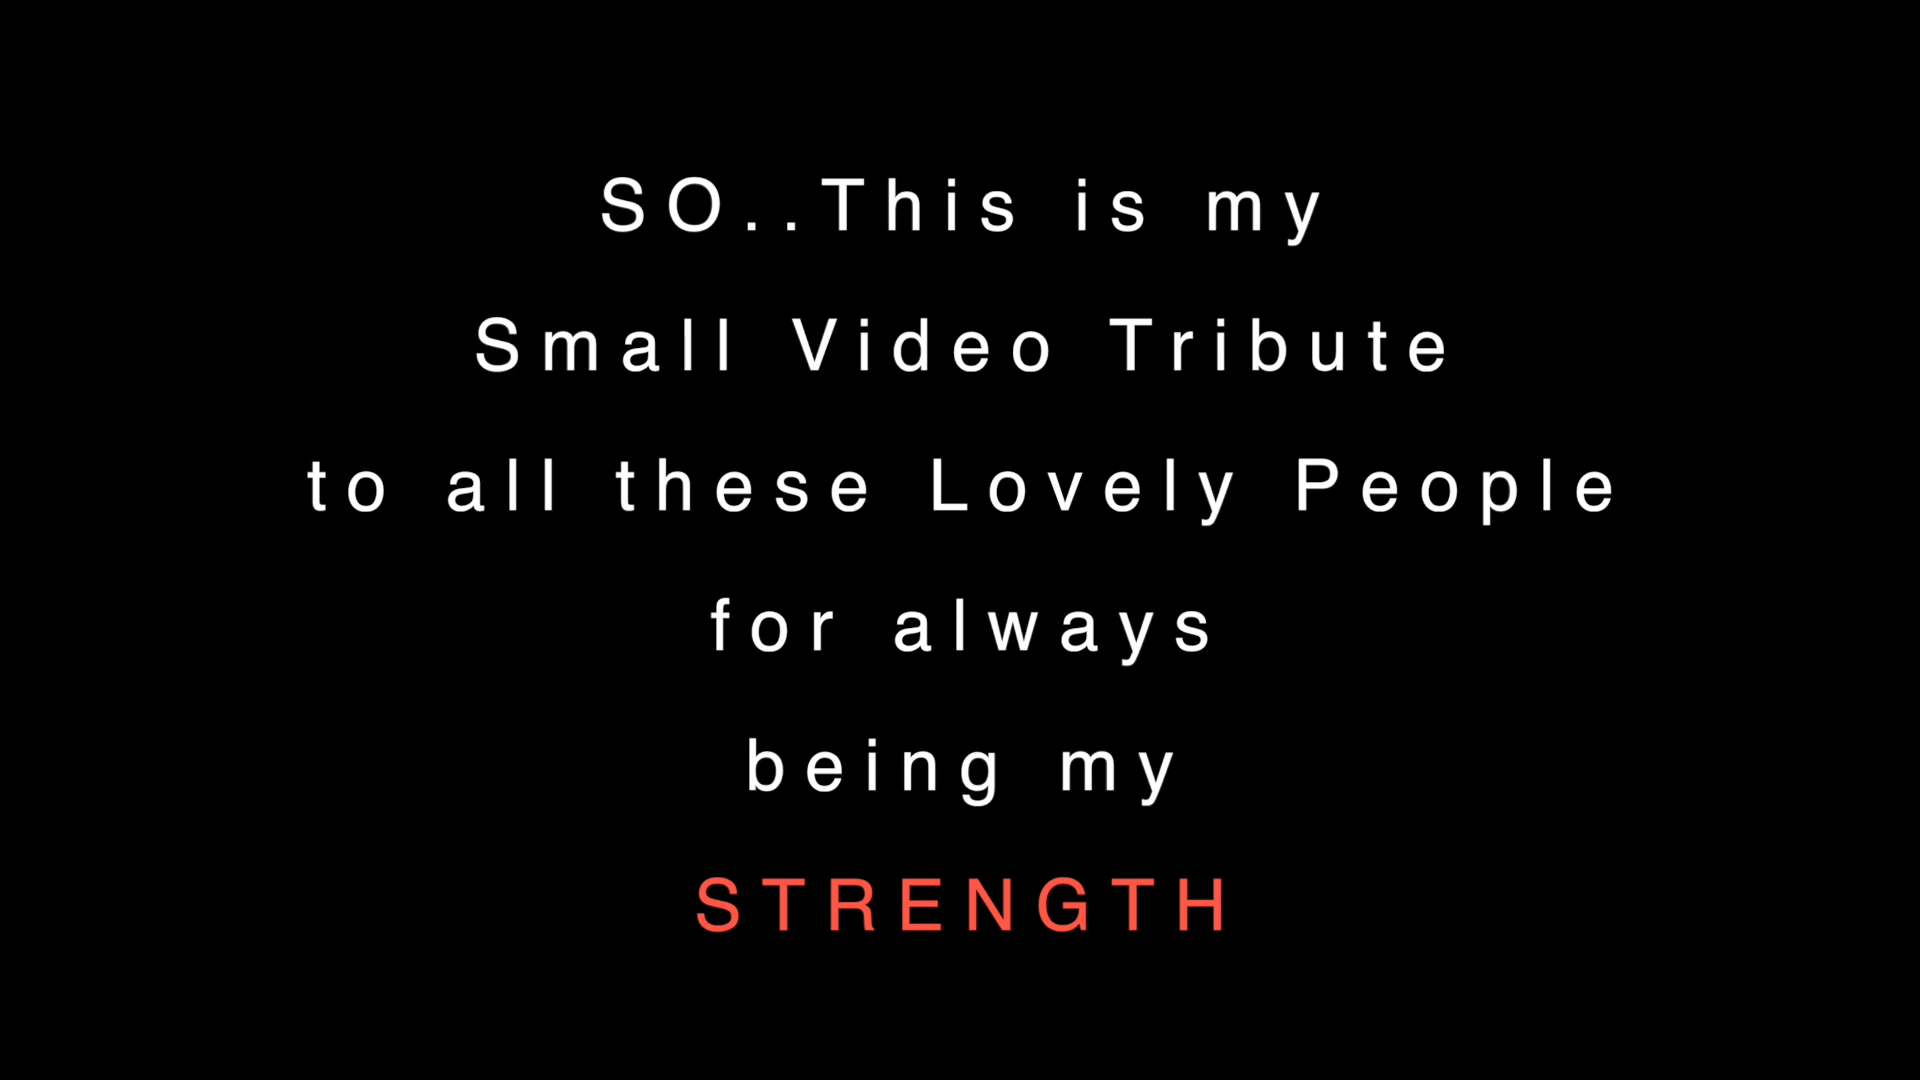 SO..This is my
Small Video Tribute
to all these Lovely People
for always
being my
STRENGTH